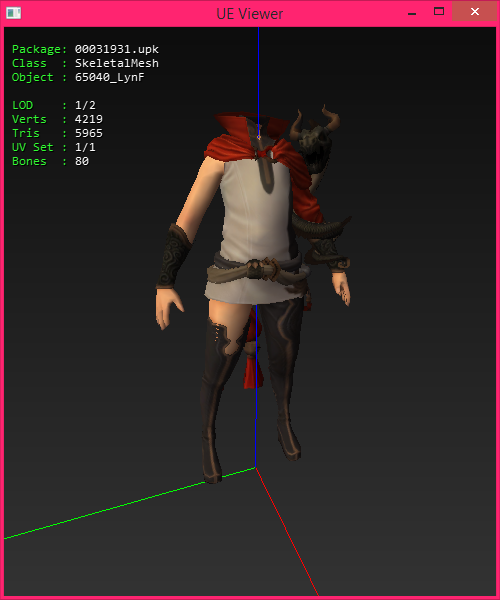 UE Viewer
Package: 00031931.upk
Class : SkeletalMesh
Object : 65040_LynF
LOD : 1/2
Verts : 4219
Tris : 5965
UV Set : 1/1
Bones : 80